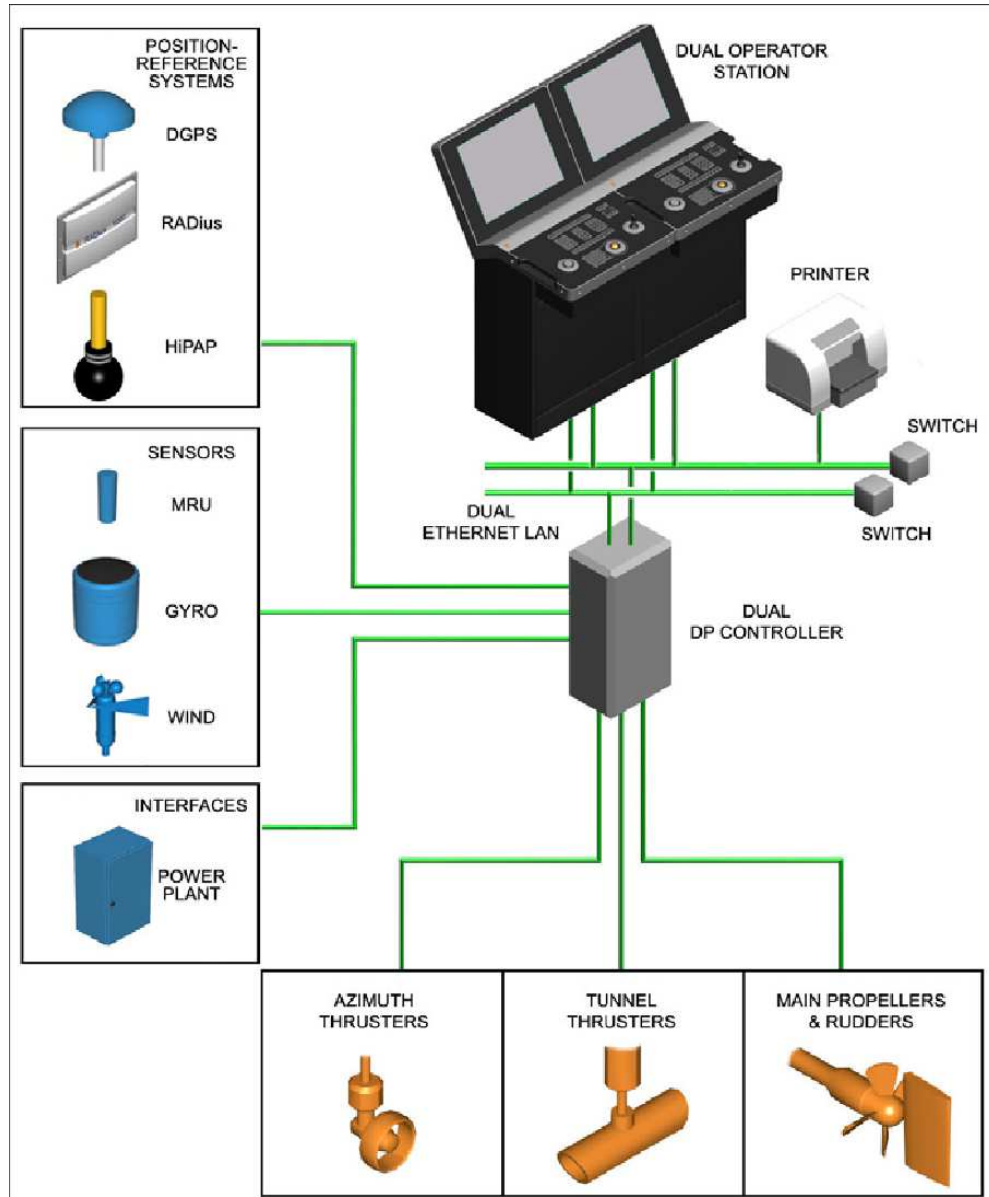 POSITION-
REFERENCE
SYSTEMS
DGPS
RADius
HiPAP
DUAL OPERATOR
STATION
PRINTER
SWITCH
SWITCH
DUAL
ETHERNET LAN
SENSORS
MRU
GYRO
WIND
DUAL
DP CONTROLLER
INTERFACES
POWER
PLANT
AZIMUTH
THRUSTERS
TUNNEL
THRUSTERS
MAIN PROPELLERS
& RUDDERS